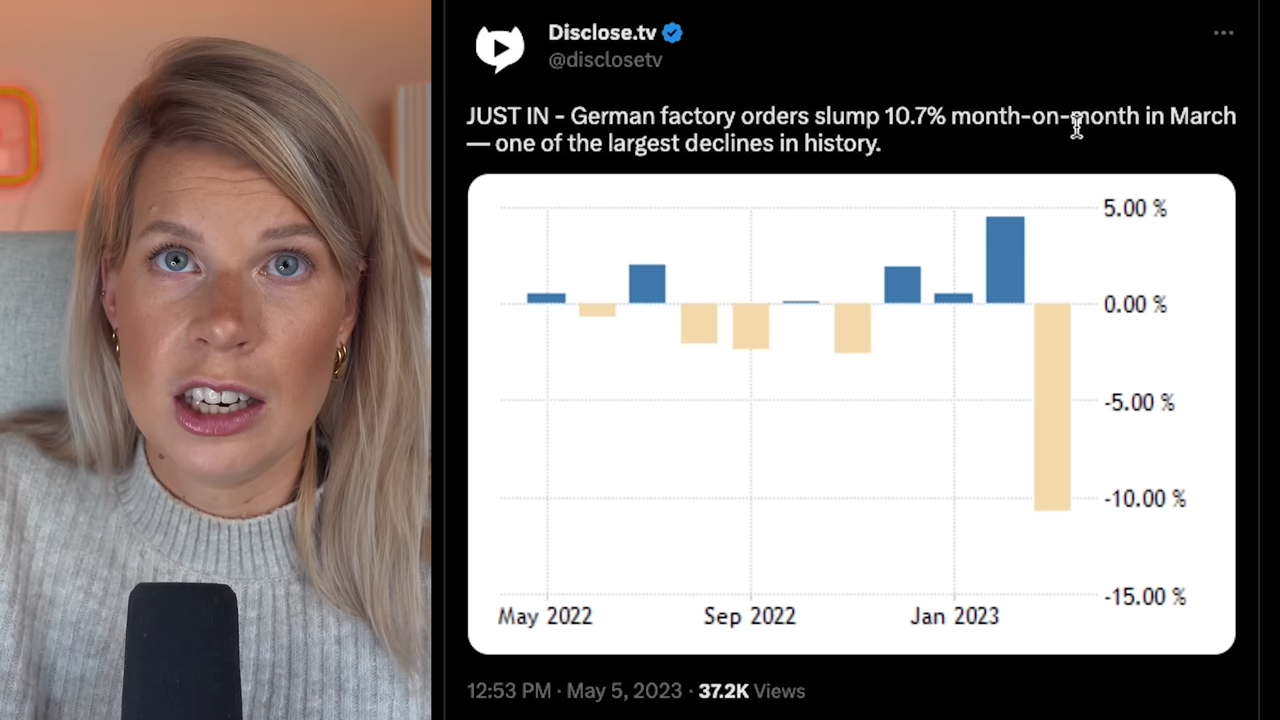 Disclose.tv
@disclosetv
JUST IN - German factory orders slump 10.7% month-on-month in March
— one of the largest declines in history.
5.00 %
0.00 %
-5.00 %
-10.00 %
-15.00 %
May 2022
Sep 2022
Jan 2023
12:53 PM · May 5, 2023 · 37.2K Views